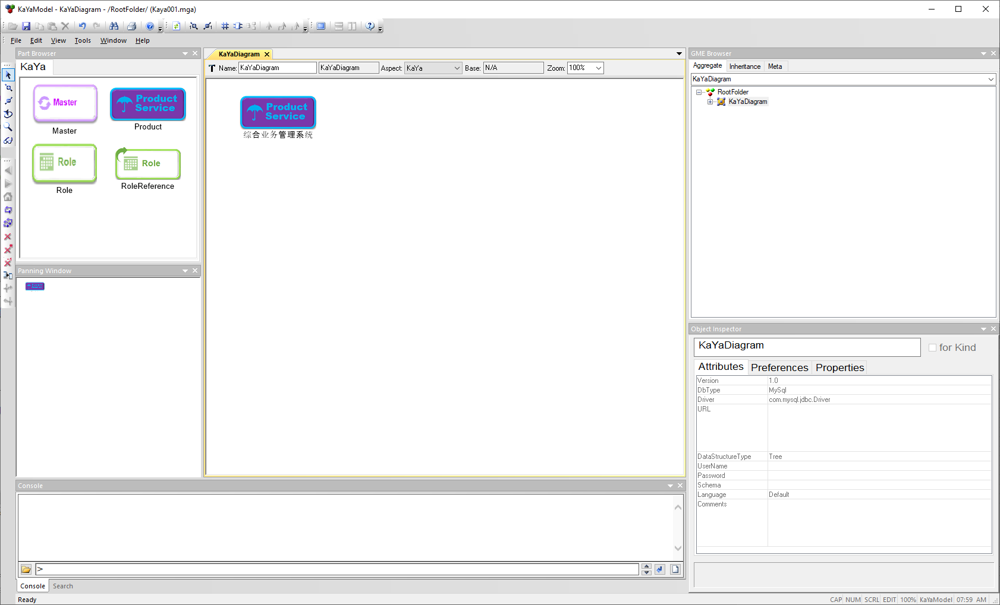 KaYaModel - KaYaDiagram - /RootFolder/ (Kaya001.mga)
File Edit View Tools Window Help
Part Browser
KaYa
Master
Master
Product Service
Product
Role
Role
Role
RoleReference
Panning Window
KaYaDiagram
Name: KaYaDiagram KaYaDiagram Aspect: KaYa Base: N/A Zoom: 100%
Product Service
综合业务管理系统
GME Browser
Aggregate Inheritance Meta
KaYaDiagram
RootFolder
KaYaDiagram
Object Inspector
KaYaDiagram
for Kind
Attributes Preferences Properties
Version 1.0
DbType MySql
Driver com.mysql.jdbc.Driver
URL
DataStructureType Tree
UserName
Password
Schema
Language Default
Comments
Console
>
Console Search
Ready
CAP NUM SCRL EDIT 100% KaYaModel 07:59 AM